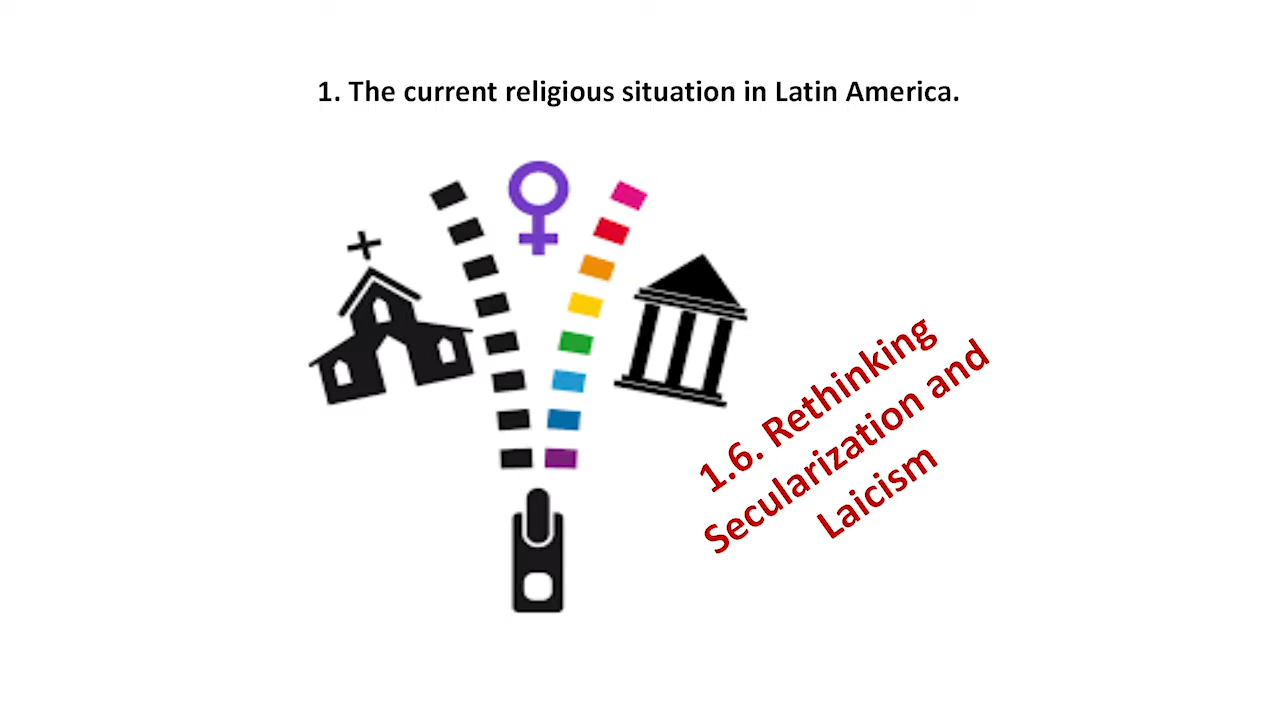 1. The current religious situation in Latin America.
1.6. Rethinking
Secularization and
Laicism